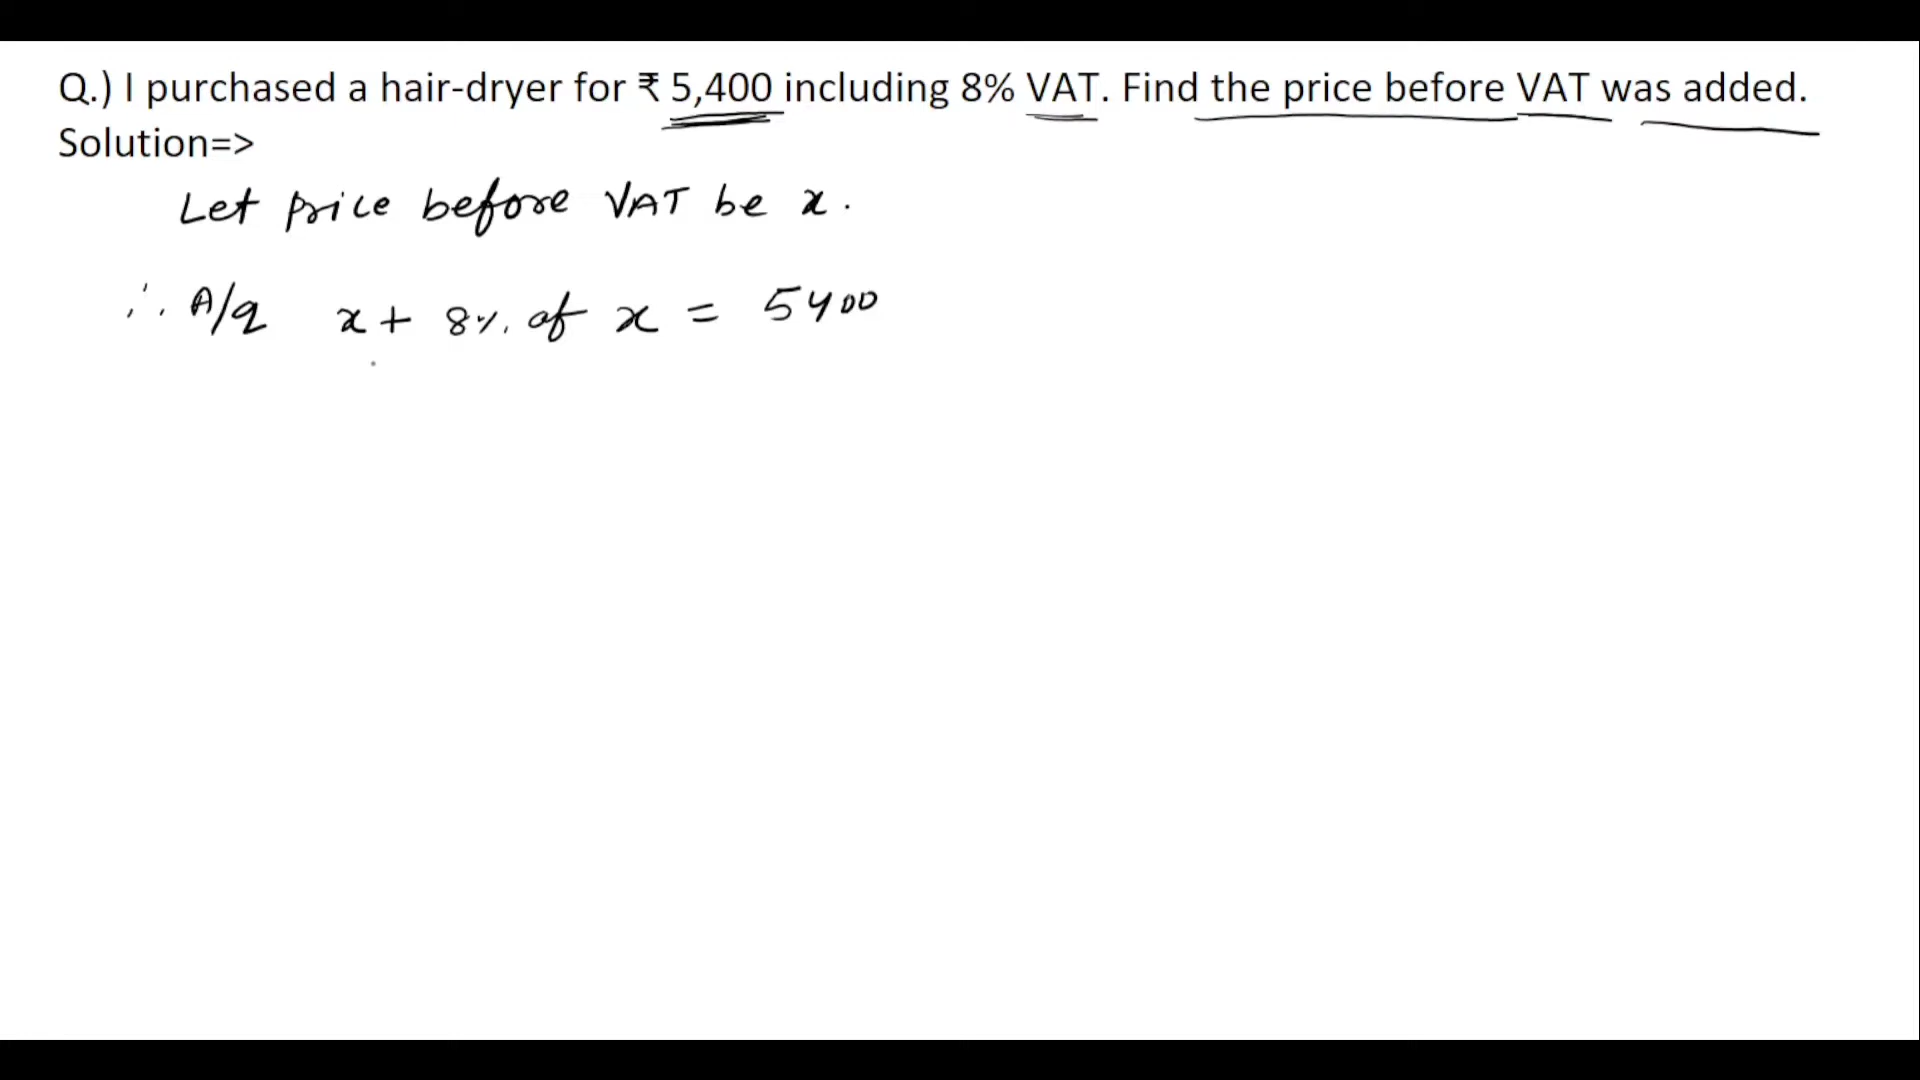 Q.) I purchased a hair-dryer for ₹ 5,400 including 8% VAT. Find the price before VAT was added.
Solution=>
Let price before VAT be x.
∴ A/q x + 8% of x = 5400